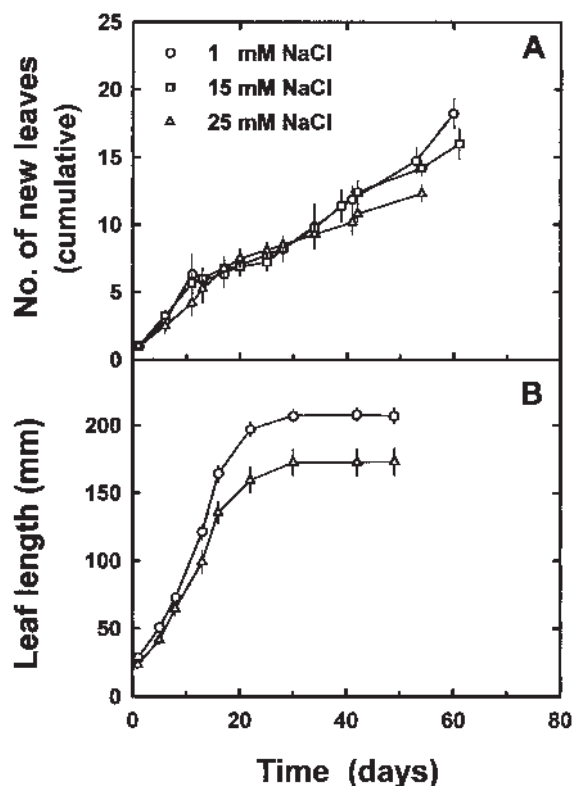 25
20
15
10
5
0
No. of new leaves
(cumulative)
A
1 mM NaCl
15 mM NaCl
25 mM NaCl
200
150
100
50
0
Leaf length (mm)
B
0 20 40 60 80
Time (days)